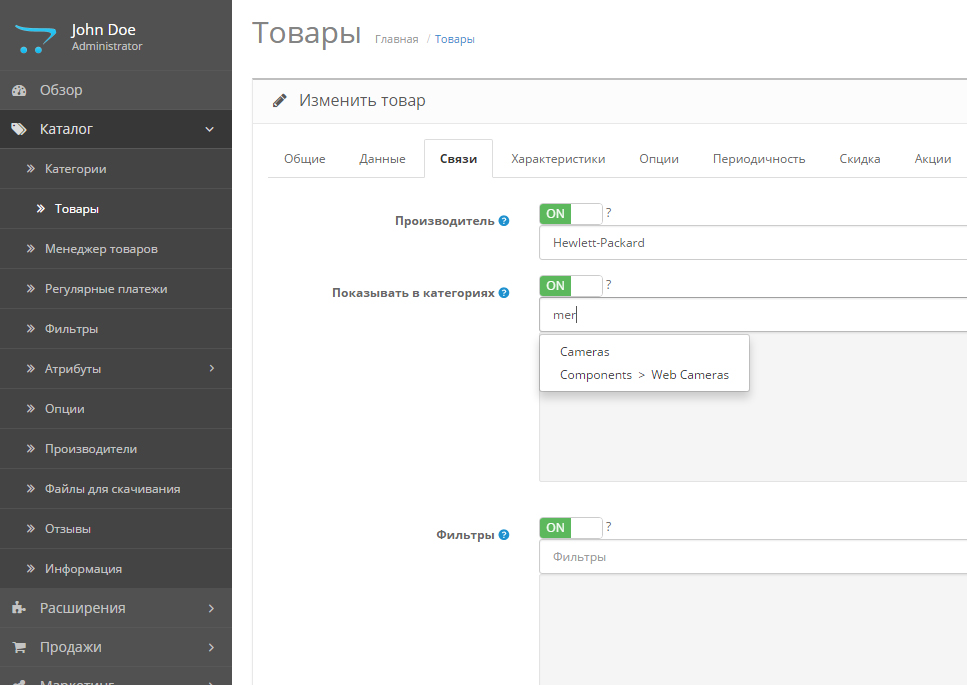 John Doe
Administrator
Обзор
Каталог
Категории
Товары
Менеджер товаров
Регулярные платежи
Фильтры
Атрибуты
Опции
Производители
Файлы для скачивания
Отзывы
Информация
Расширения
Продажи
Маркетинг
Товары Главная / Товары
Изменить товар
Общие Данные Связи Характеристики Опции Периодичность Скидка Акции
Производитель ? ON ?
Hewlett-Packard
Показывать в категориях ? ON ?
mer
Cameras
Components > Web Cameras
Фильтры ? ON ?
Фильтры